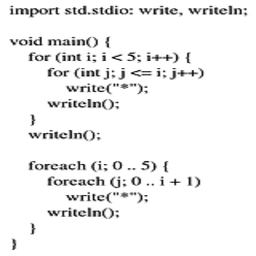 import std.stdio: write, writeln;

void main() {
    for (int i; i < 5; i++) {
        for (int j; j <= i; j++)
            write("*");
        writeln();
    }
    writeln();

    foreach (i; 0 .. 5) {
        foreach (j; 0 .. i + 1)
            write("*");
        writeln();
    }
}